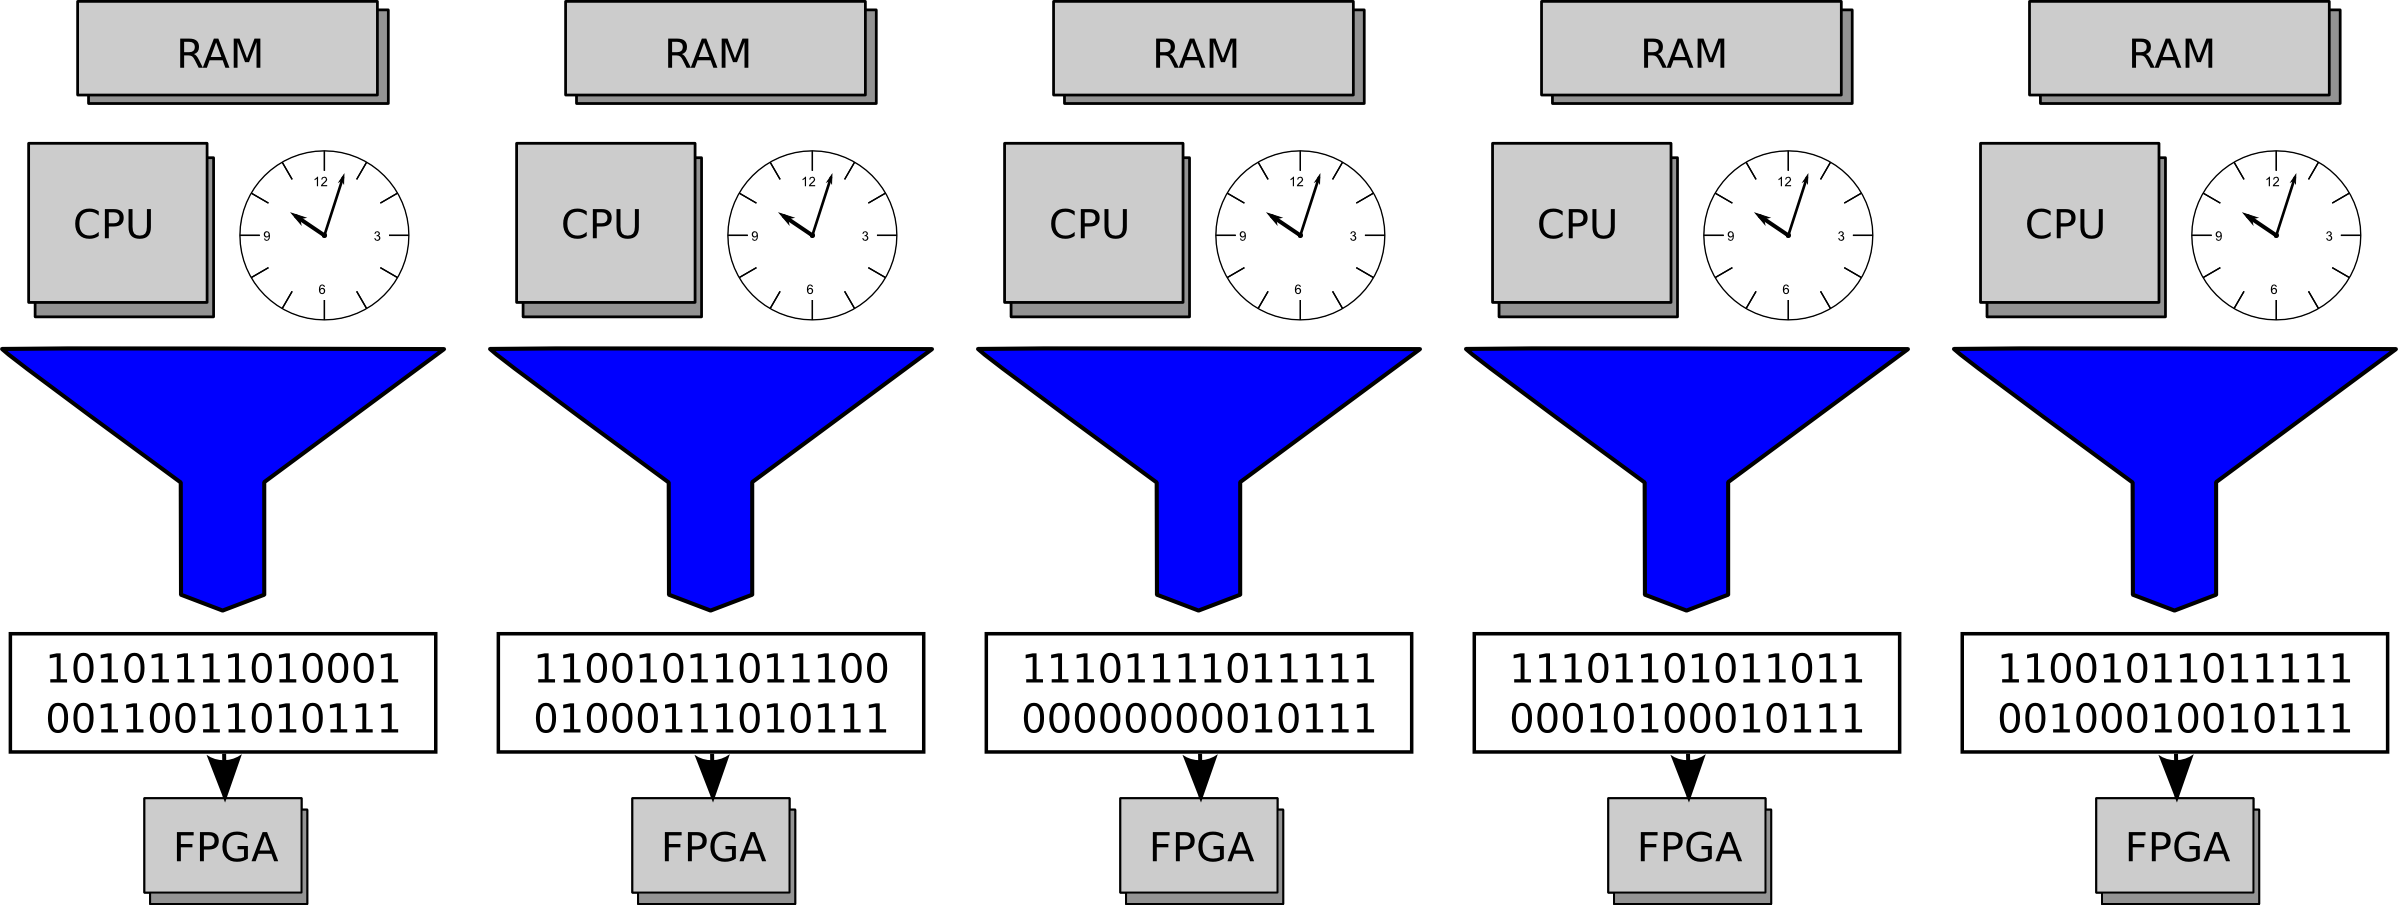 RAM RAM RAM RAM RAM
CPU 12 9 3 6 CPU 12 9 3 6 CPU 12 9 3 6 CPU 12 9 3 6 CPU 12 9 3 6
10101111010001 11001011011100 11101111011111 11101101011011 11001011011111
00110011010111 01000111010111 00000000010111 00010100010111 00100010010111
FPGA FPGA FPGA FPGA FPGA